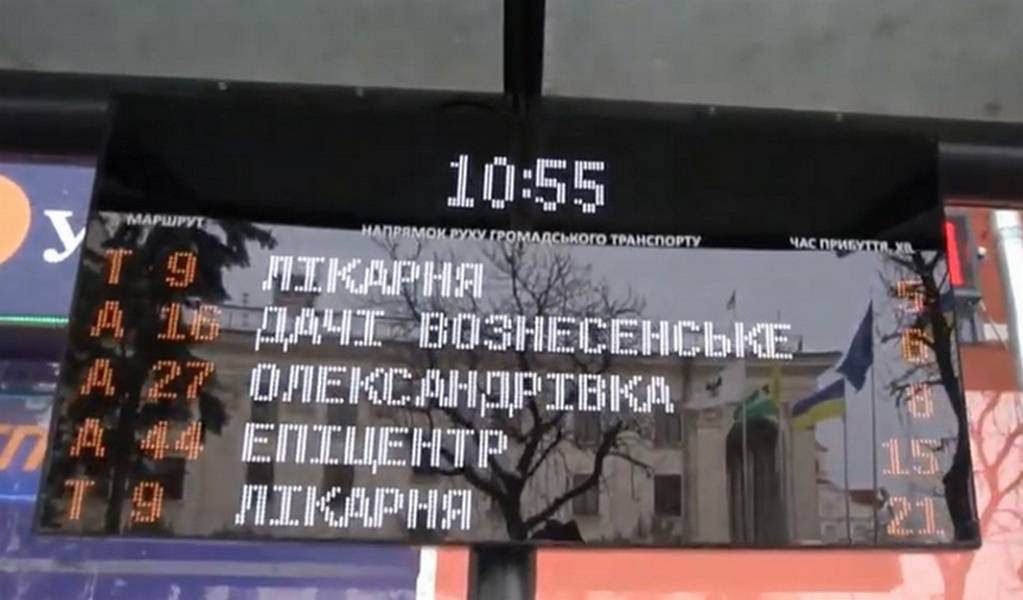 10:55
МАРШРУТ НАПРЯМОК РУХУ ГРОМАДСЬКОГО ТРАНСПОРТУ ЧАС ПРИБУТТЯ, ХВ.
Т 9 ЛІКАРНЯ 5
А 16 ДАЧІ ВОЗНЕСЕНСЬКЕ 6
А 27 ОЛЕКСАНДРІВКА 8
А 44 ЕПІЦЕНТР 15
Т 9 ЛІКАРНЯ 21